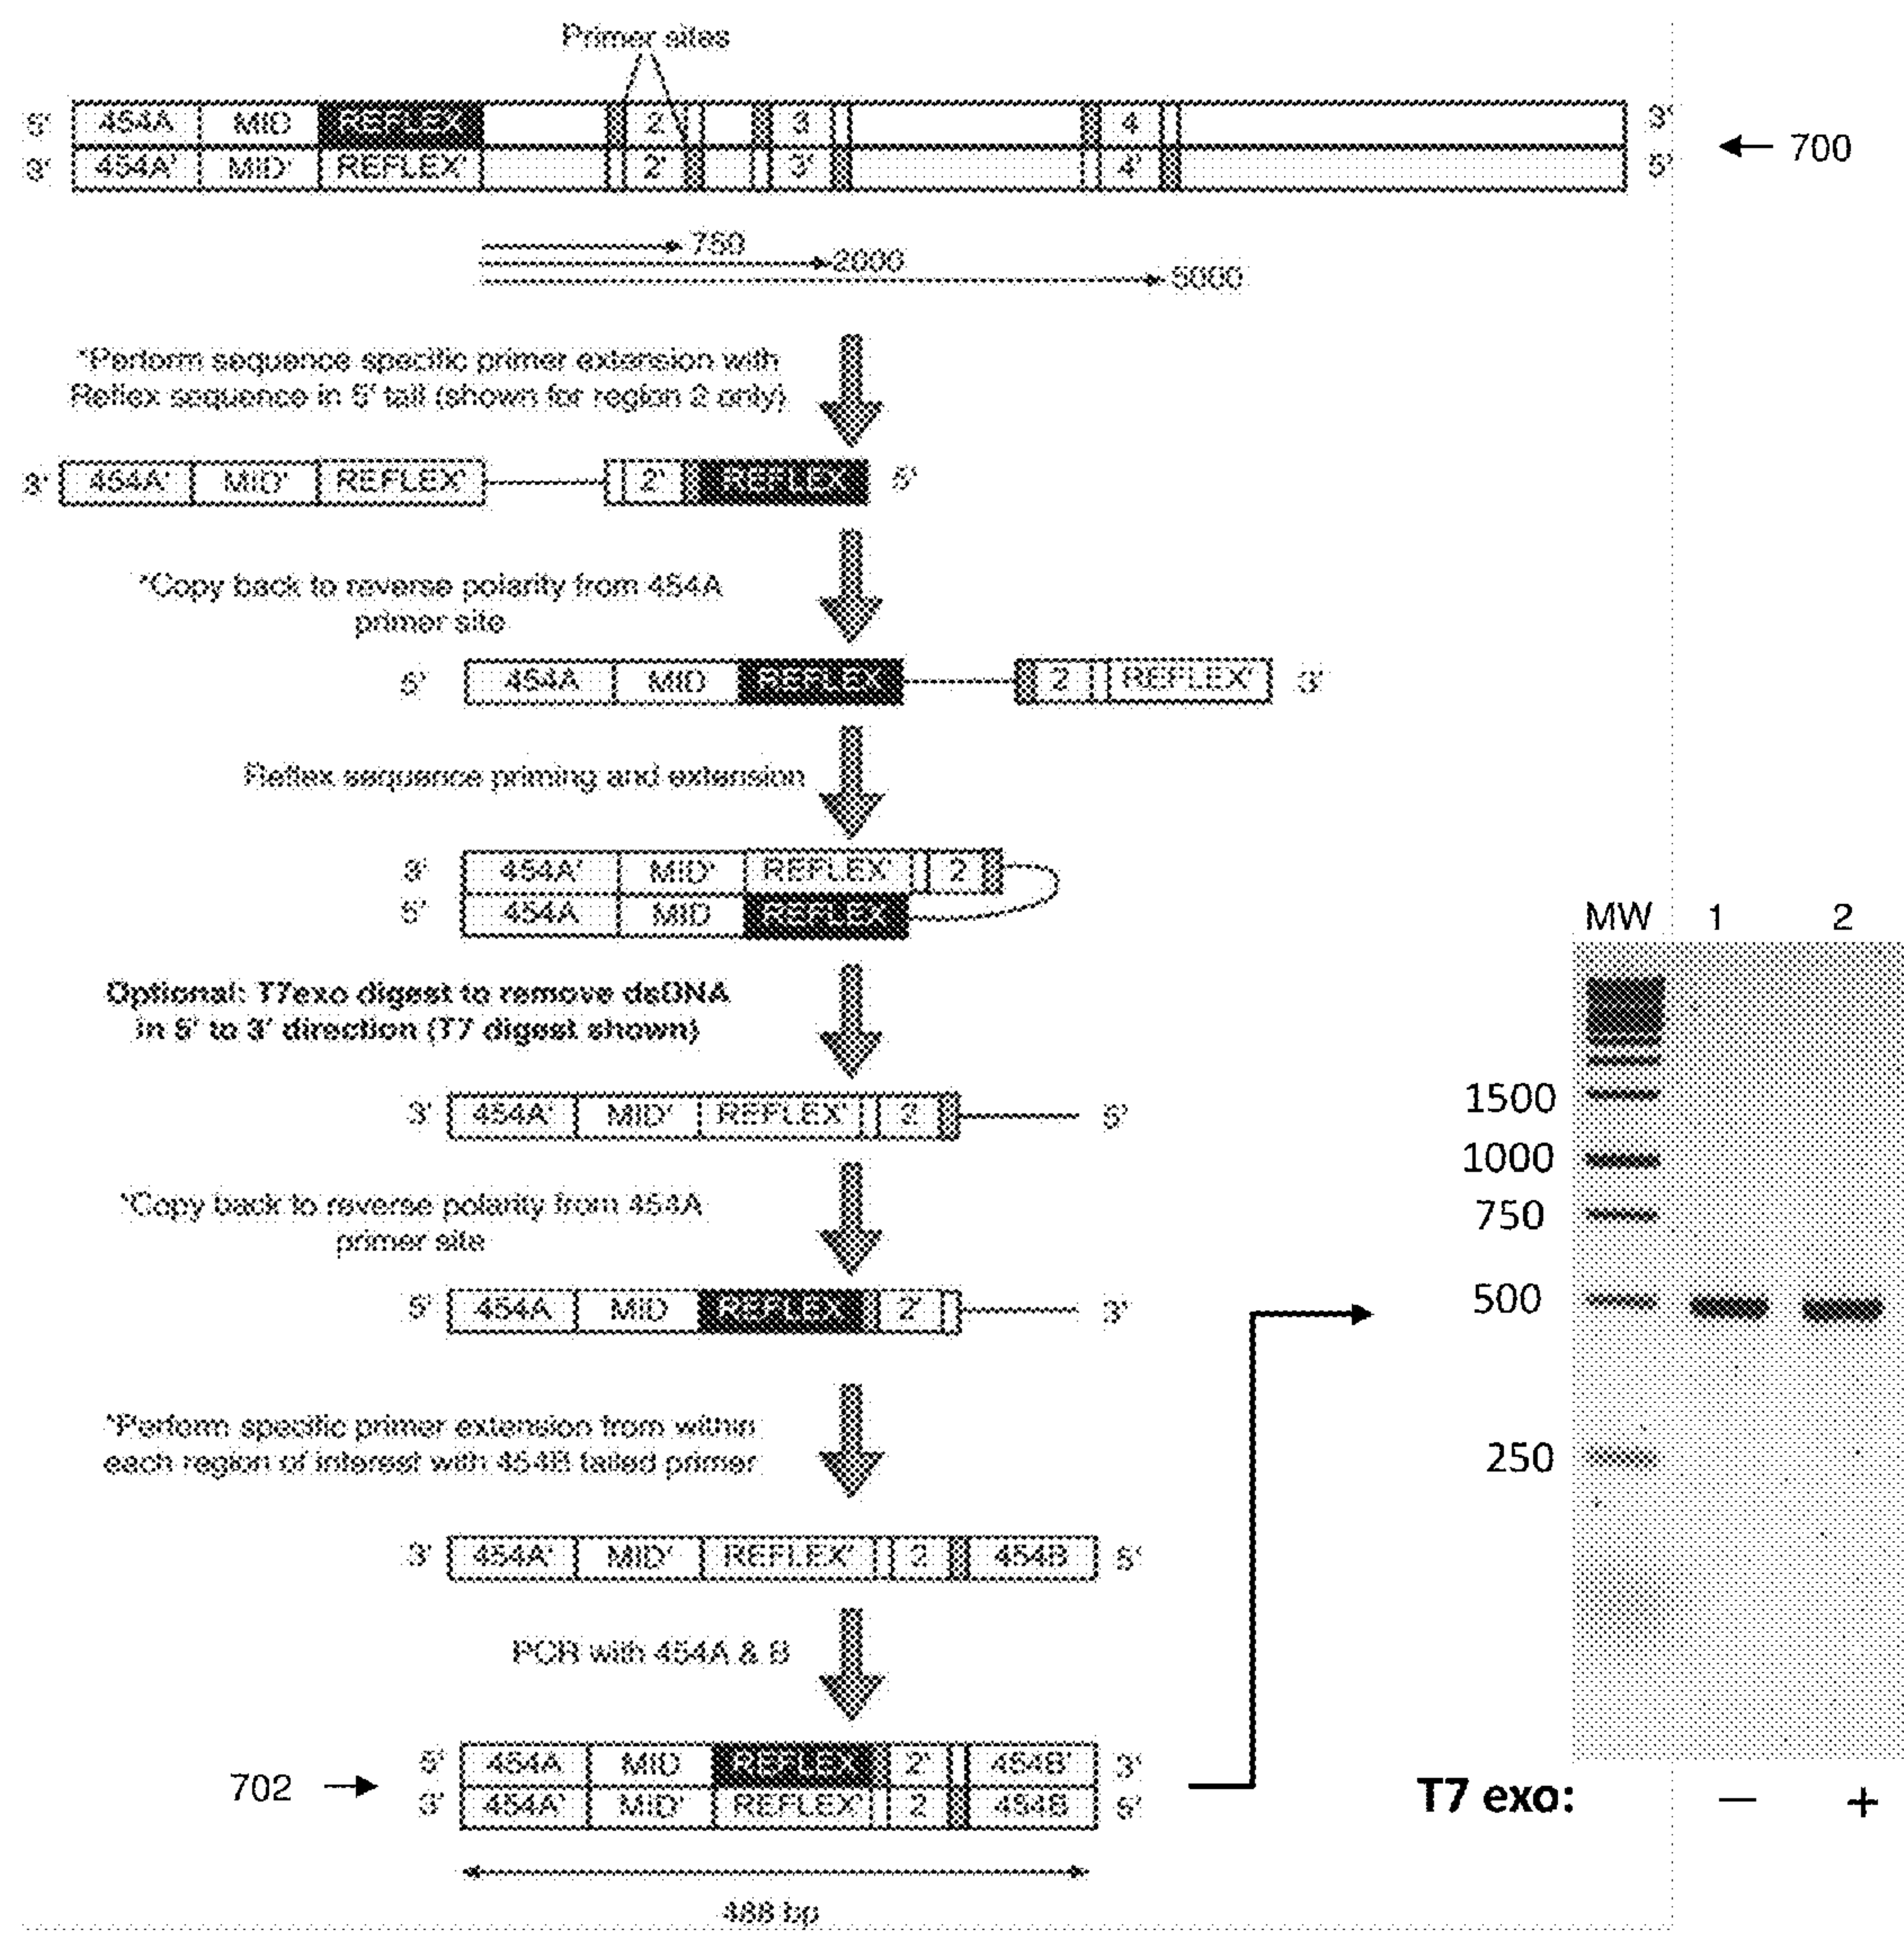 Primer sites
5' 454A MID REFLEX 2 3 4 3'
3' 454A' MID' REFLEX' 2' 3' 4' 5'
700
750
2000
5000
*Perform sequence specific primer extension with
Reflex sequence in 5' tail (shown for region 2 only)
3' 454A' MID' REFLEX' 2' REFLEX 5'
*Copy back to reverse polarity from 454A
primer site
5' 454A MID REFLEX 2 REFLEX' 3'
Reflex sequence priming and extension
3' 454A' MID' REFLEX' 2
5' 454A MID REFLEX
Optional: T7exo digest to remove dsDNA
in 5' to 3' direction (T7 digest shown)
3' 454A' MID' REFLEX' 2 5'
*Copy back to reverse polarity from 454A
primer site
5' 454A MID REFLEX 2' 3'
*Perform specific primer extension from within
each region of interest with 454B tailed primer
3' 454A' MID' REFLEX' 2 454B 5'
PCR with 454A & B
702
5' 454A MID REFLEX 2' 454B' 3'
3' 454A' MID' REFLEX' 2 454B 5'
488 bp
MW 1 2
1500
1000
750
500
250
T7 exo: — +